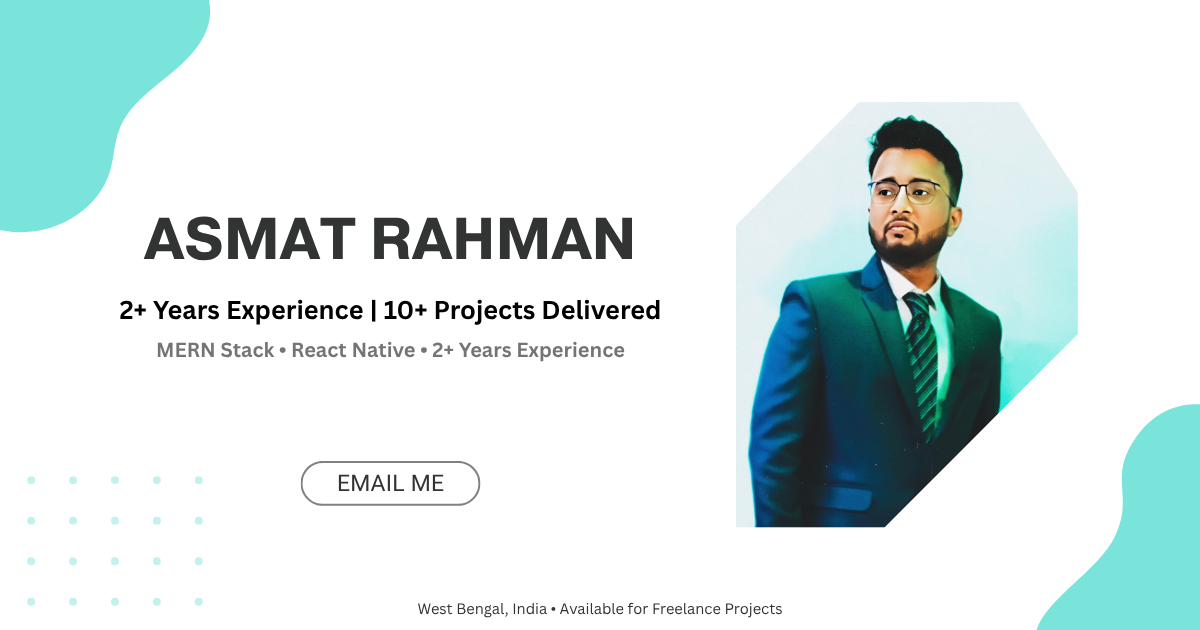 ASMAT RAHMAN
2+ Years Experience | 10+ Projects Delivered
MERN Stack • React Native • 2+ Years Experience
EMAIL ME
West Bengal, India • Available for Freelance Projects